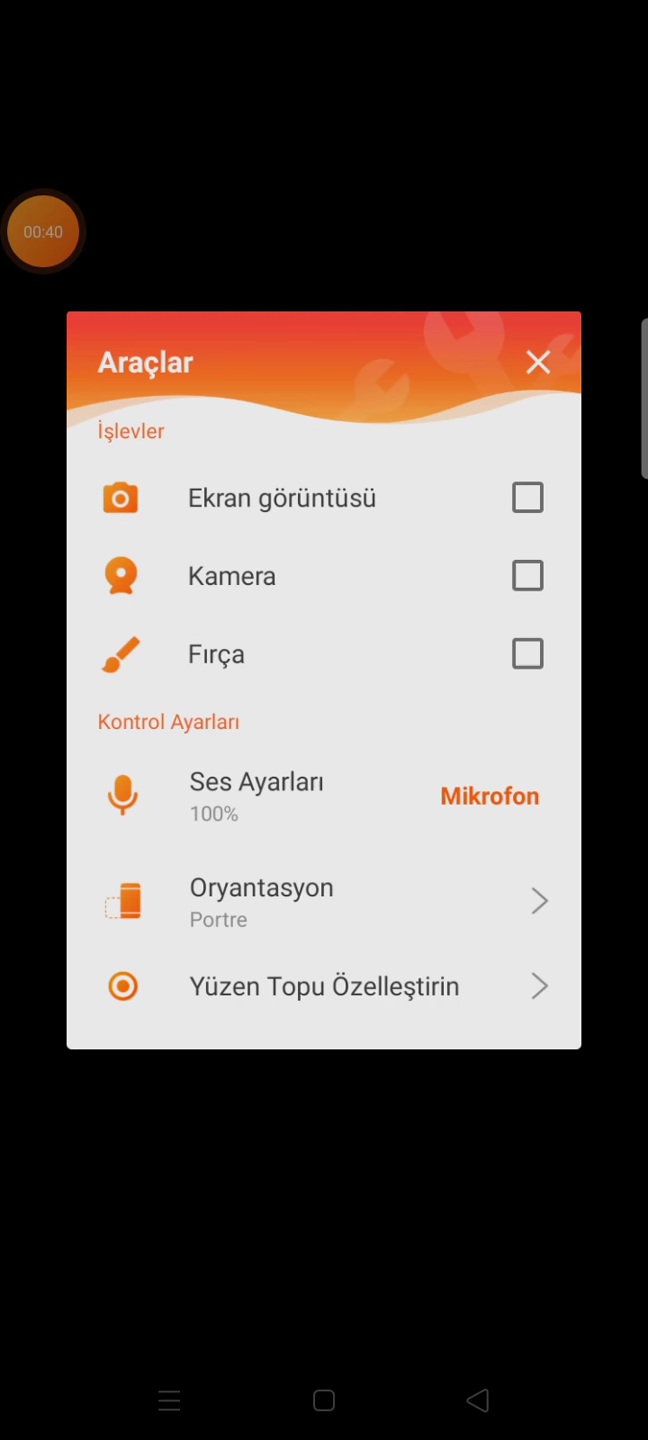 00:40
Araçlar
İşlevler
Ekran görüntüsü
Kamera
Fırça
Kontrol Ayarları
Ses Ayarları
100%
Mikrofon
Oryantasyon
Portre
Yüzen Topu Özelleştirin